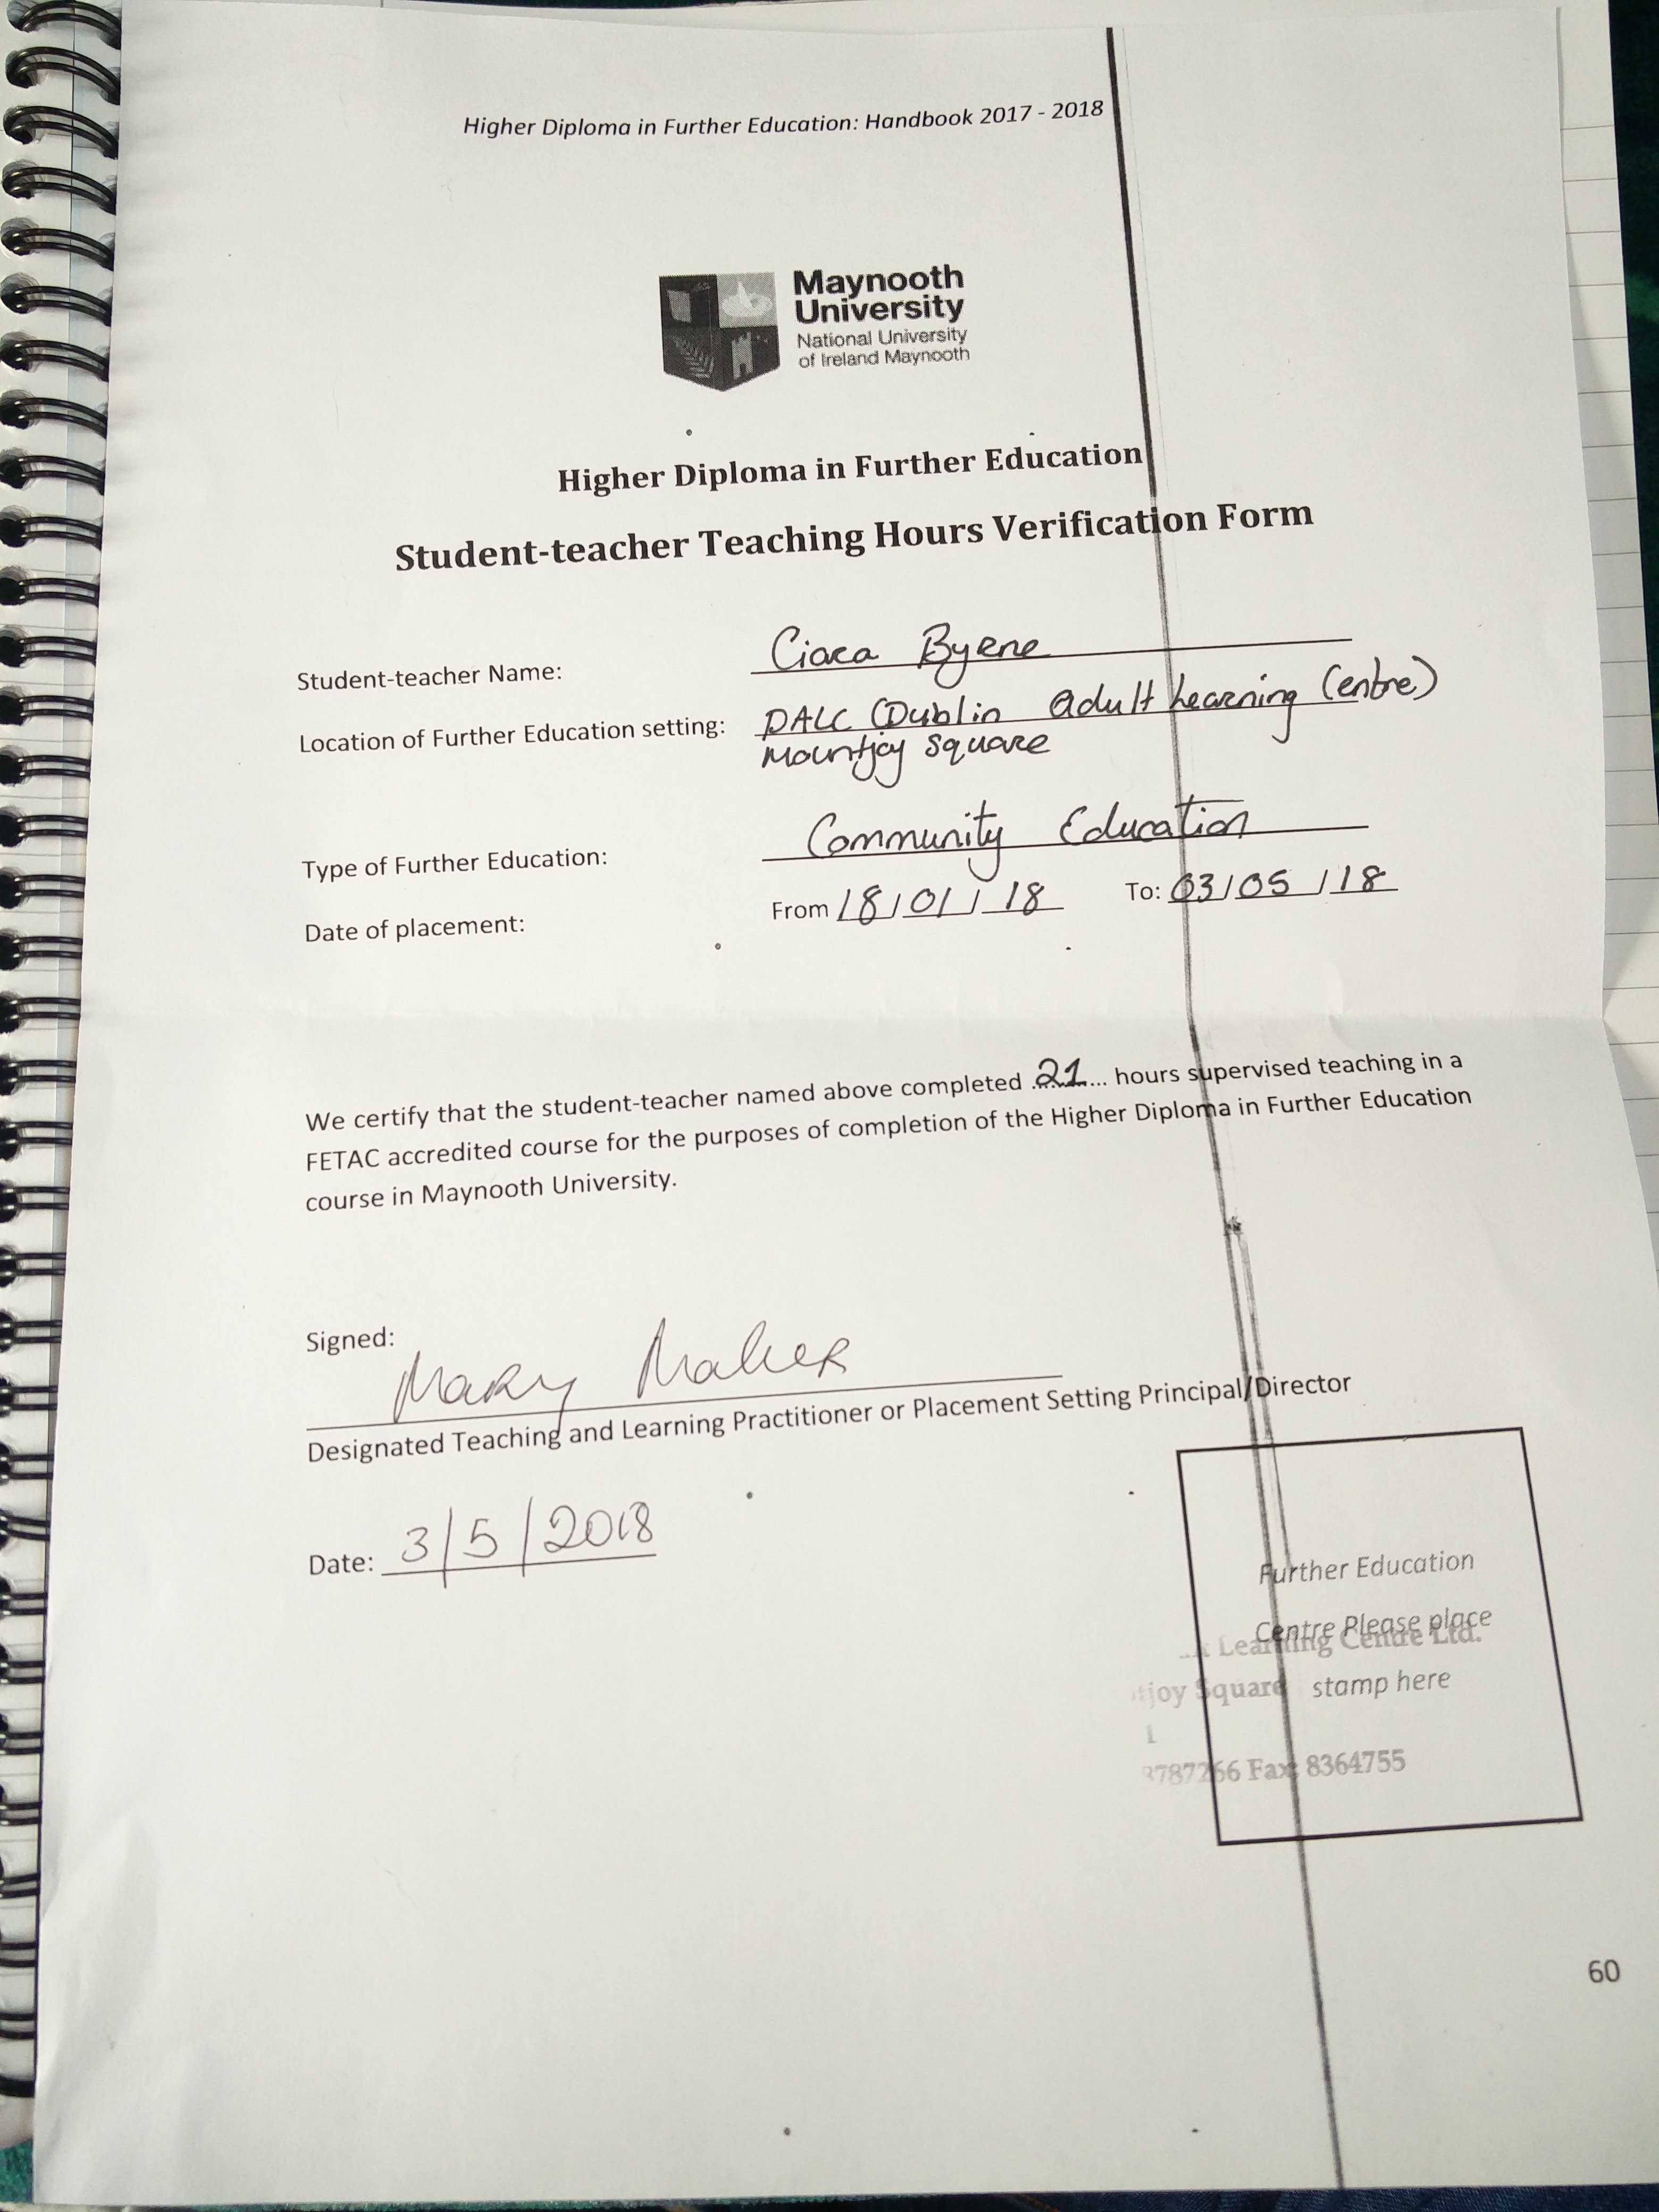 Higher Diploma in Further Education: Handbook 2017 - 2018
Maynooth
University
National University
of Ireland Maynooth
Higher Diploma in Further Education
Student-teacher Teaching Hours Verification Form
Student-teacher Name: Ciara Byrne
Location of Further Education setting: DALC (Dublin Adult Learning Centre)
Mountjoy Square
Type of Further Education: Community Education
Date of placement: From 18/01/18 To: 03/05/18
We certify that the student-teacher named above completed ..21... hours supervised teaching in a
FETAC accredited course for the purposes of completion of the Higher Diploma in Further Education
course in Maynooth University.
Signed:
Mary Maher
Designated Teaching and Learning Practitioner or Placement Setting Principal/Director
Date: 3/5/2018
Further Education
Centre Please place
Learning Centre Ltd.
Square stamp here
Fax: 8364755
60